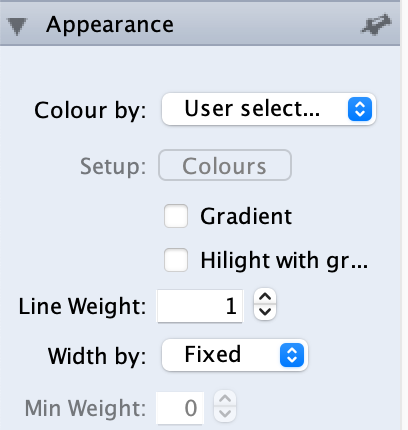 Appearance
Colour by: User select...
Setup: Colours
Gradient
Hilight with gr...
Line Weight: 1
Width by: Fixed
Min Weight: 0